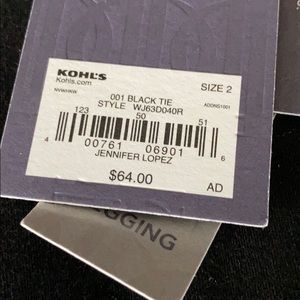 KOHL'S
Kohls.com
SIZE 2
001 BLACK TIE
STYLE WJ63D040R
123 50 51
4 00761 06901 6
JENNIFER LOPEZ
$64.00
AD
GGING